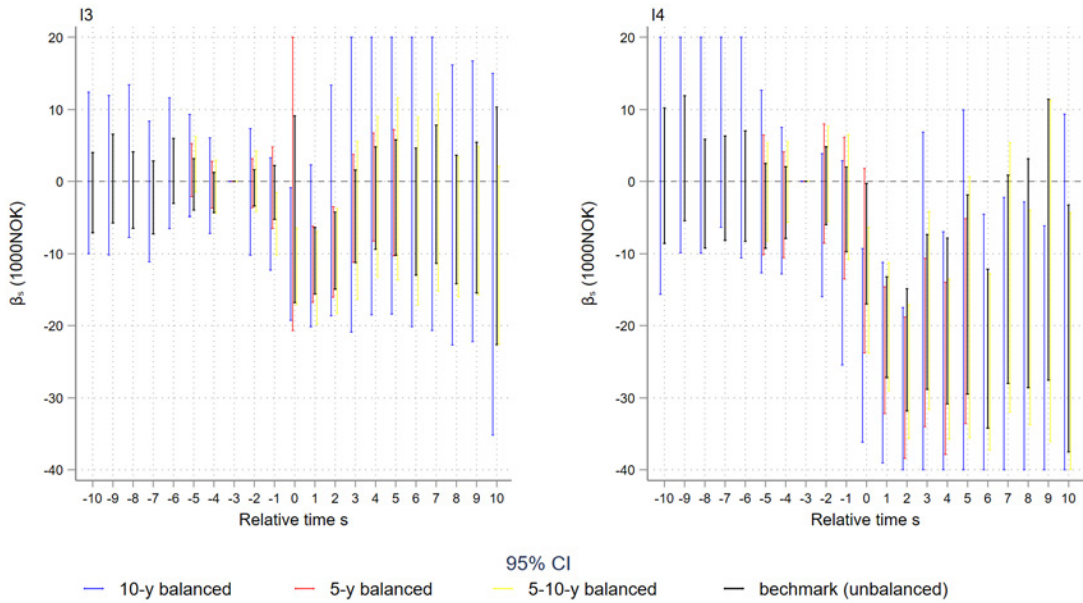 I3
20
10
0
-10
-20
-30
-40
βs (1000NOK)
-10 -9 -8 -7 -6 -5 -4 -3 -2 -1 0 1 2 3 4 5 6 7 8 9 10
Relative time s
I4
20
10
0
-10
-20
-30
-40
βs (1000NOK)
-10 -9 -8 -7 -6 -5 -4 -3 -2 -1 0 1 2 3 4 5 6 7 8 9 10
Relative time s
95% CI
10-y balanced 5-y balanced 5-10-y balanced bechmark (unbalanced)